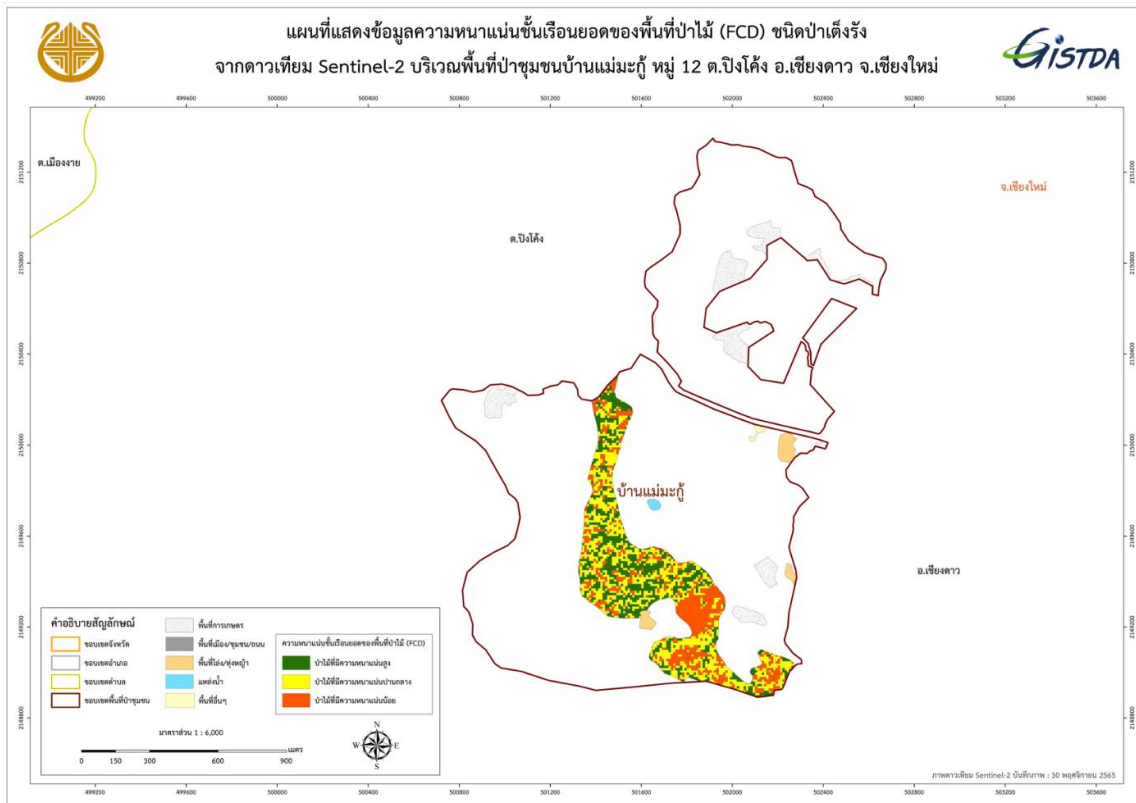 แผนที่แสดงข้อมูลความหนาแน่นชั้นเรือนยอดของพื้นที่ป่าไม้ (FCD) ชนิดป่าเต็งรัง
จากดาวเทียม Sentinel-2 บริเวณพื้นที่ป่าชุมชนบ้านแม่มะกู้ หมู่ 12 ต.ปิงโค้ง อ.เชียงดาว จ.เชียงใหม่
GISTDA
499200 499600 500000 500400 500800 501200 501600 502000 502400 502800 503200 503600
ต.เมืองงาย
จ.เชียงใหม่
ต.ปิงโค้ง
บ้านแม่มะกู้
อ.เชียงดาว
2151200
2150800
2150400
2150000
2149600
2149200
2148800
2151200
2150800
2150400
2150000
2149600
2149200
2148800
คำอธิบายสัญลักษณ์
ขอบเขตจังหวัด
ขอบเขตอำเภอ
ขอบเขตตำบล
ขอบเขตพื้นที่ป่าชุมชน
พื้นที่การเกษตร
พื้นที่เมือง/ชุมชน/ถนน
พื้นที่โล่ง/ทุ่งหญ้า
แหล่งน้ำ
พื้นที่อื่นๆ
ความหนาแน่นชั้นเรือนยอดของพื้นที่ป่าไม้ (FCD)
ป่าไม้ที่มีความหนาแน่นสูง
ป่าไม้ที่มีความหนาแน่นปานกลาง
ป่าไม้ที่มีความหนาแน่นน้อย
มาตราส่วน 1 : 6,000
เมตร
0 150 300 600 900
N
W E
S
ภาพดาวเทียม Sentinel-2 บันทึกภาพ : 30 พฤศจิกายน 2565
499200 499600 500000 500400 500800 501200 501600 502000 502400 502800 503200 503600